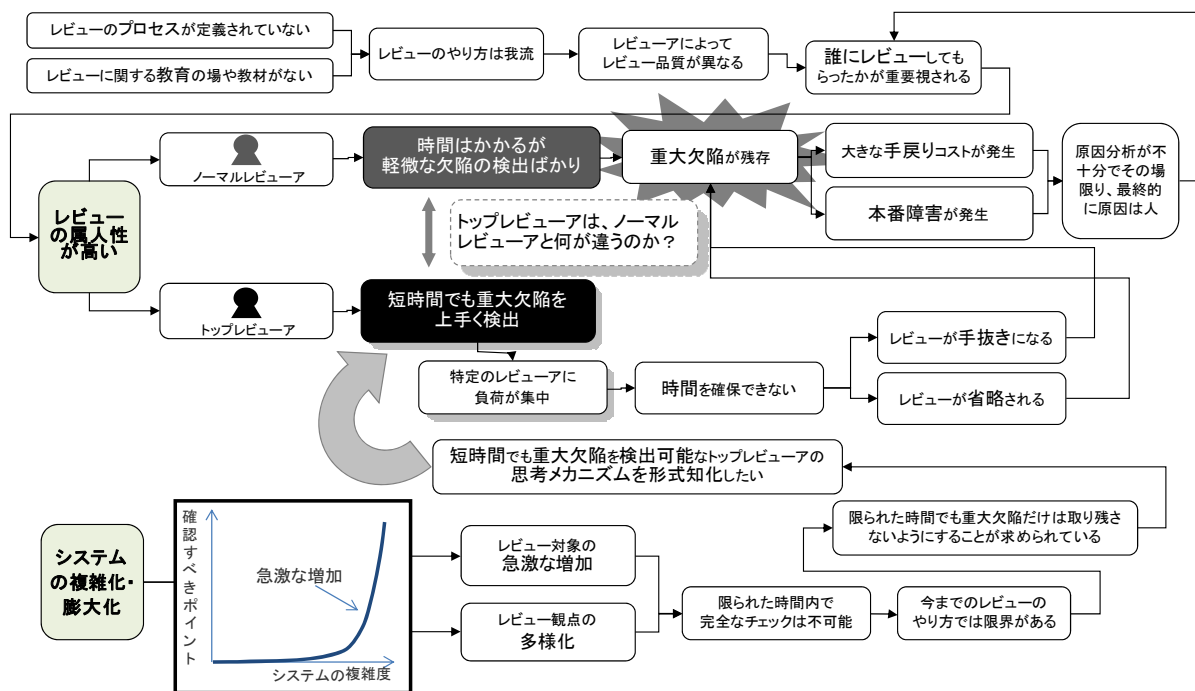 レビューのプロセスが定義されていない
レビューに関する教育の場や教材がない
レビューのやり方は我流
レビューアによって
レビュー品質が異なる
誰にレビューしても
らったかが重要視される
レビュー
の属人性
が高い
ノーマルレビューア
時間はかかるが
軽微な欠陥の検出ばかり
重大欠陥が残存
大きな手戻りコストが発生
本番障害が発生
原因分析が不
十分でその場
限り、最終的
に原因は人
トップレビューアは、ノーマル
レビューアと何が違うのか？
トップレビューア
短時間でも重大欠陥を
上手く検出
特定のレビューアに
負荷が集中
時間を確保できない
レビューが手抜きになる
レビューが省略される
短時間でも重大欠陥を検出可能なトップレビューアの
思考メカニズムを形式知化したい
システム
の複雑化・
膨大化
確認すべきポイント
急激な増加
システムの複雑度
レビュー対象の
急激な増加
レビュー観点の
多様化
限られた時間内で
完全なチェックは不可能
今までのレビューの
やり方では限界がある
限られた時間でも重大欠陥だけは取り残さ
ないようにすることが求められている